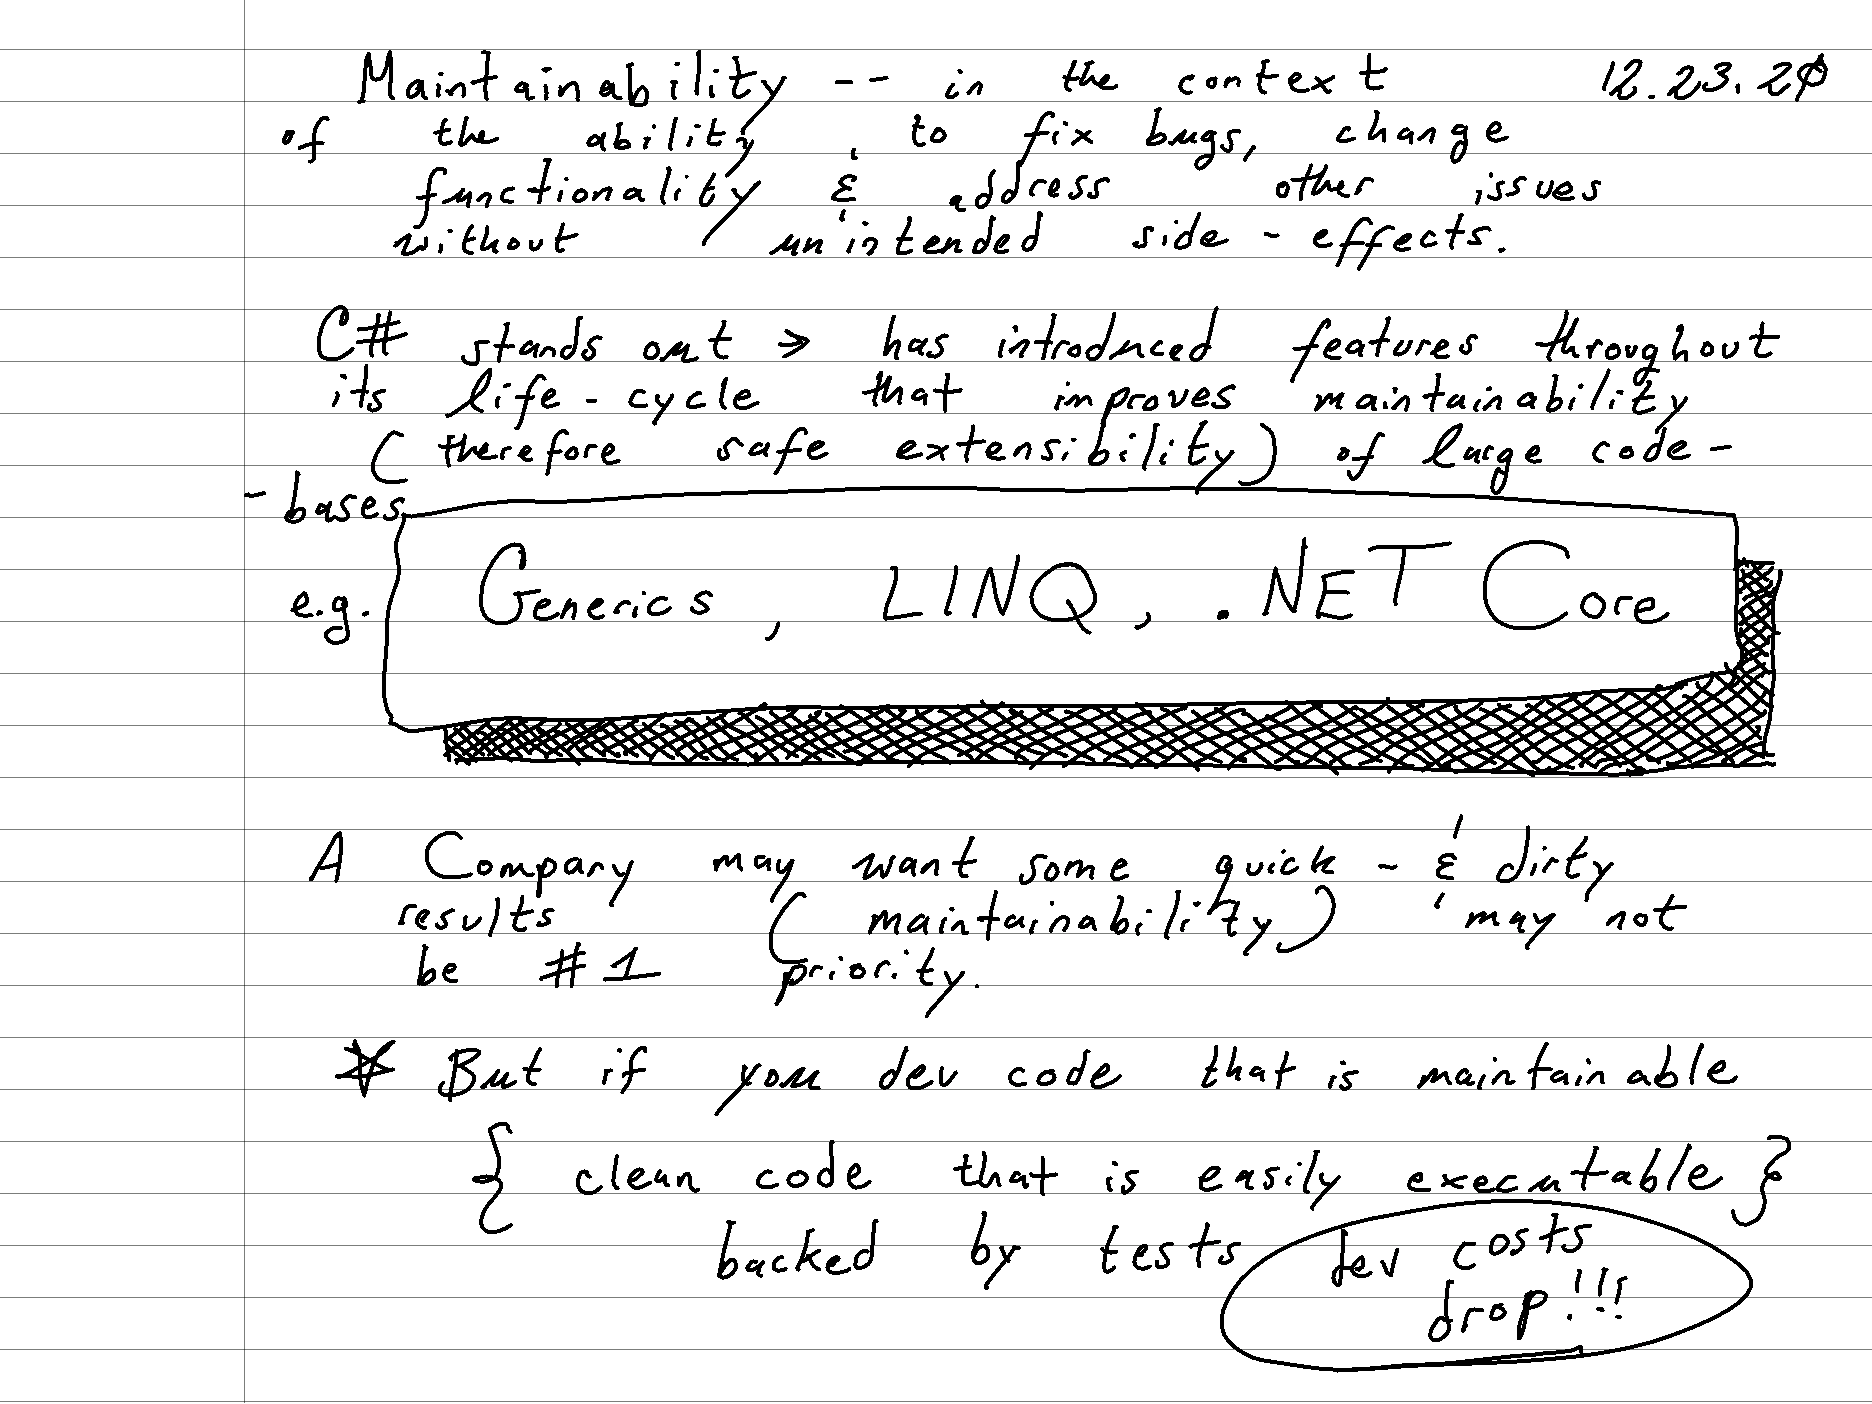 Maintainability -- in the context 12.23.20
of the ability to fix bugs, change
functionality & address other issues
without unintended side-effects.
C# stands out > has introduced features throughout
its life-cycle that improves maintainability
(therefore safe extensibility) of large code-
-bases
e.g. Generics, LINQ, .NET Core
A Company may want some quick-& dirty
results (maintainability) may not
be #1 priority.
* But if you dev code that is maintainable
{ clean code that is easily executable }
backed by tests dev costs
drop!!!